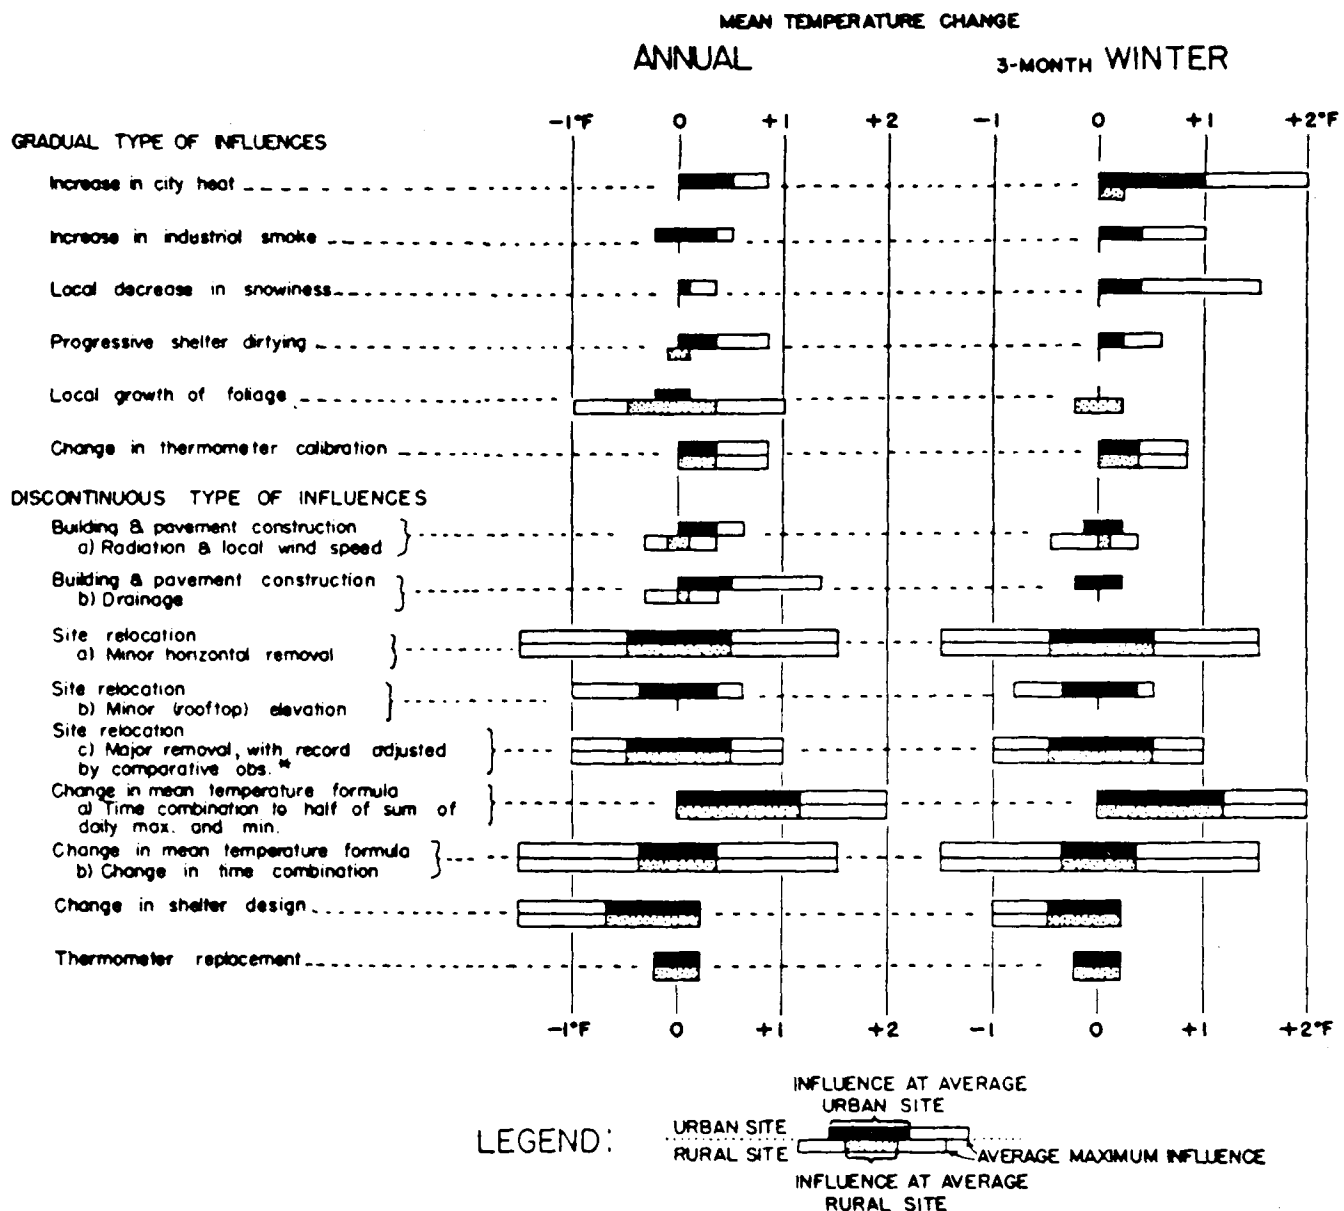 MEAN TEMPERATURE CHANGE
ANNUAL
3-MONTH WINTER
-1°F 0 +1 +2 -1 0 +1 +2°F
GRADUAL TYPE OF INFLUENCES
Increase in city heat
Increase in industrial smoke
Local decrease in snowiness
Progressive shelter dirtying
Local growth of foliage
Change in thermometer calibration
DISCONTINUOUS TYPE OF INFLUENCES
Building & pavement construction
a) Radiation & local wind speed
Building & pavement construction
b) Drainage
Site relocation
a) Minor horizontal removal
Site relocation
b) Minor (rooftop) elevation
Site relocation
c) Major removal, with record adjusted
by comparative obs.*
Change in mean temperature formula
a) Time combination to half of sum of
daily max. and min.
Change in mean temperature formula
b) Change in time combination
Change in shelter design
Thermometer replacement
-1°F 0 +1 +2 -1 0 +1 +2°F
LEGEND:
INFLUENCE AT AVERAGE
URBAN SITE
URBAN SITE
RURAL SITE
AVERAGE MAXIMUM INFLUENCE
INFLUENCE AT AVERAGE
RURAL SITE